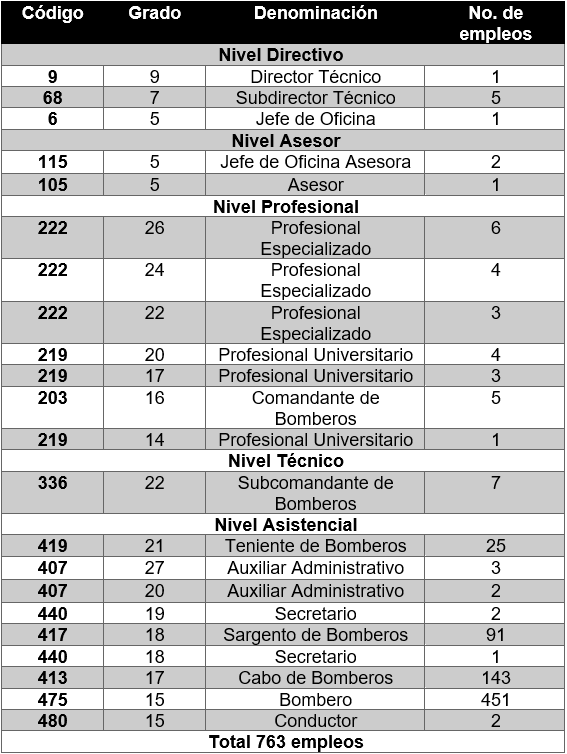 Código Grado Denominación No. de
empleos
Nivel Directivo
9 9 Director Técnico 1
68 7 Subdirector Técnico 5
6 5 Jefe de Oficina 1
Nivel Asesor
115 5 Jefe de Oficina Asesora 2
105 5 Asesor 1
Nivel Profesional
222 26 Profesional 6
Especializado
222 24 Profesional 4
Especializado
222 22 Profesional 3
Especializado
219 20 Profesional Universitario 4
219 17 Profesional Universitario 3
203 16 Comandante de 5
Bomberos
219 14 Profesional Universitario 1
Nivel Técnico
336 22 Subcomandante de 7
Bomberos
Nivel Asistencial
419 21 Teniente de Bomberos 25
407 27 Auxiliar Administrativo 3
407 20 Auxiliar Administrativo 2
440 19 Secretario 2
417 18 Sargento de Bomberos 91
440 18 Secretario 1
413 17 Cabo de Bomberos 143
475 15 Bombero 451
480 15 Conductor 2
Total 763 empleos